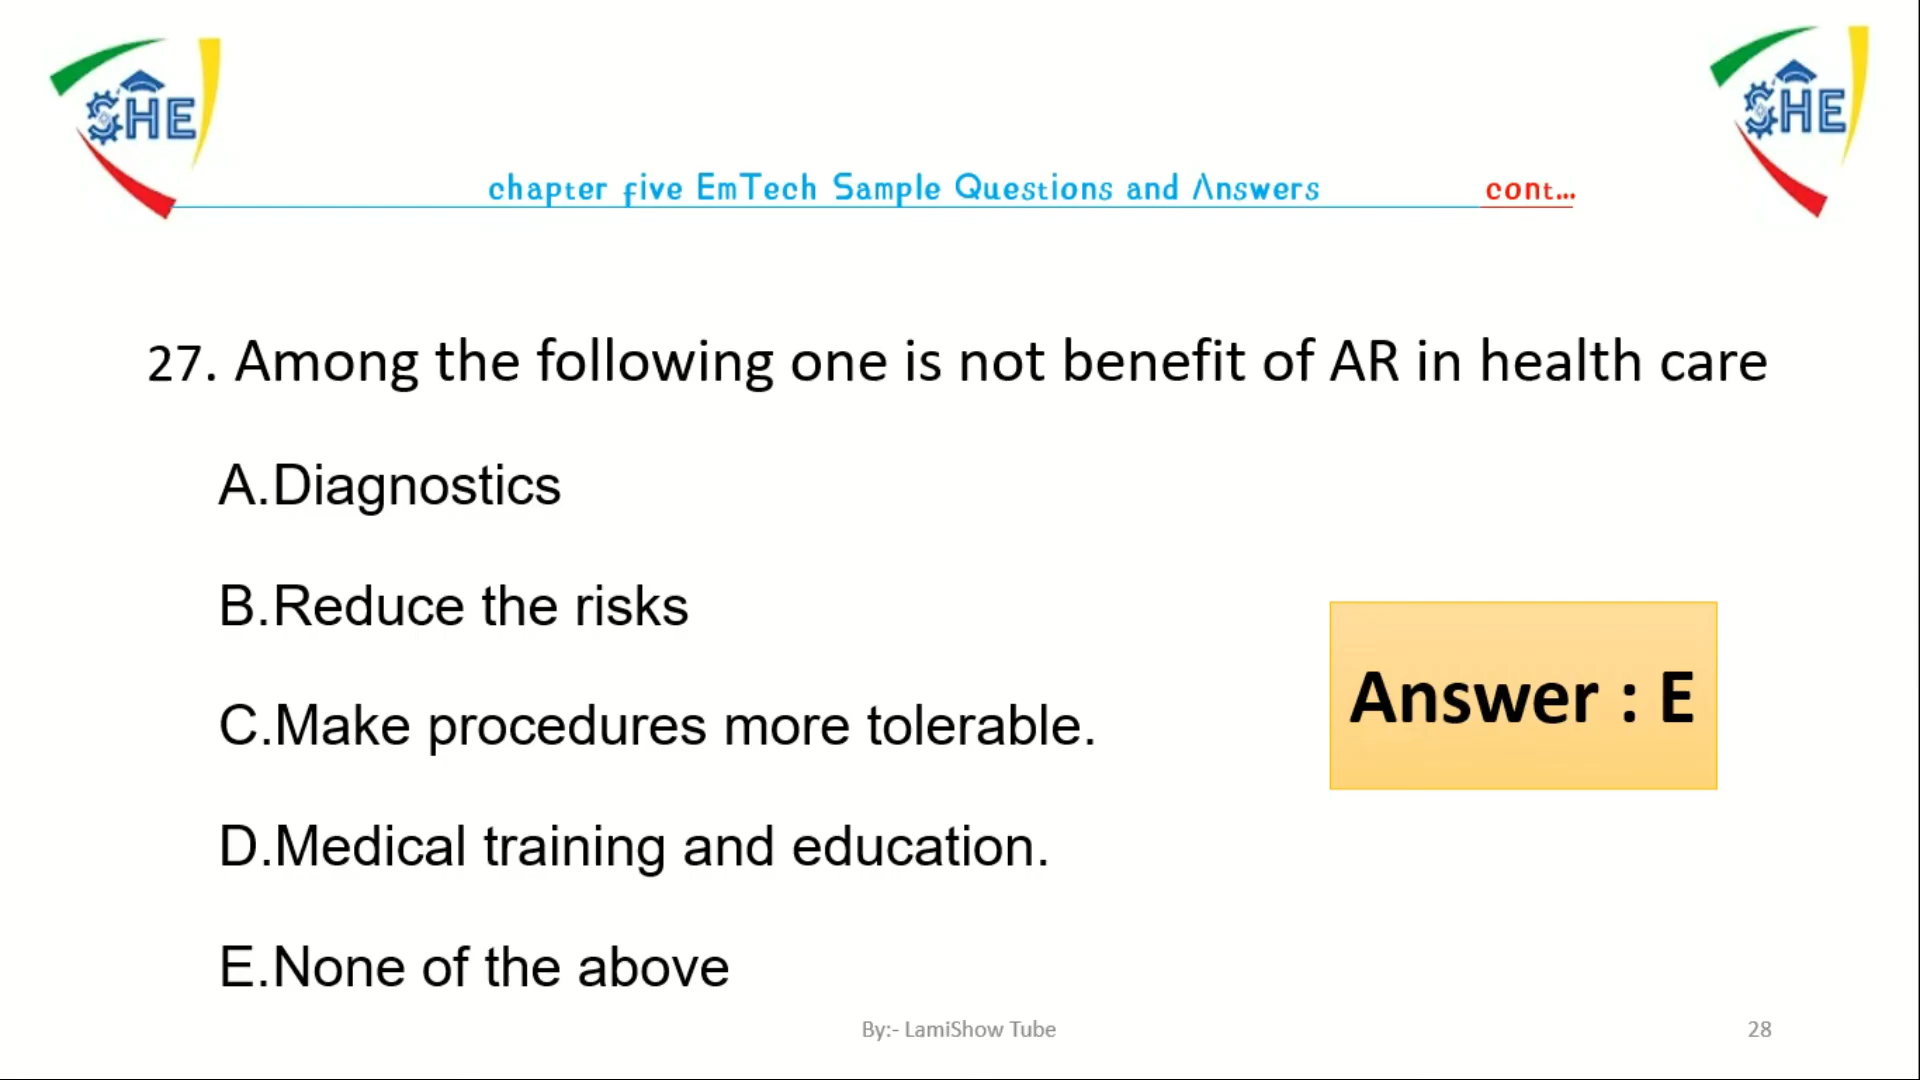 SHE
SHE
chapter five EmTech Sample Questions and Answers cont...
27. Among the following one is not benefit of AR in health care
A.Diagnostics
B.Reduce the risks
C.Make procedures more tolerable.
D.Medical training and education.
E.None of the above
Answer : E
By:- LamiShow Tube
28